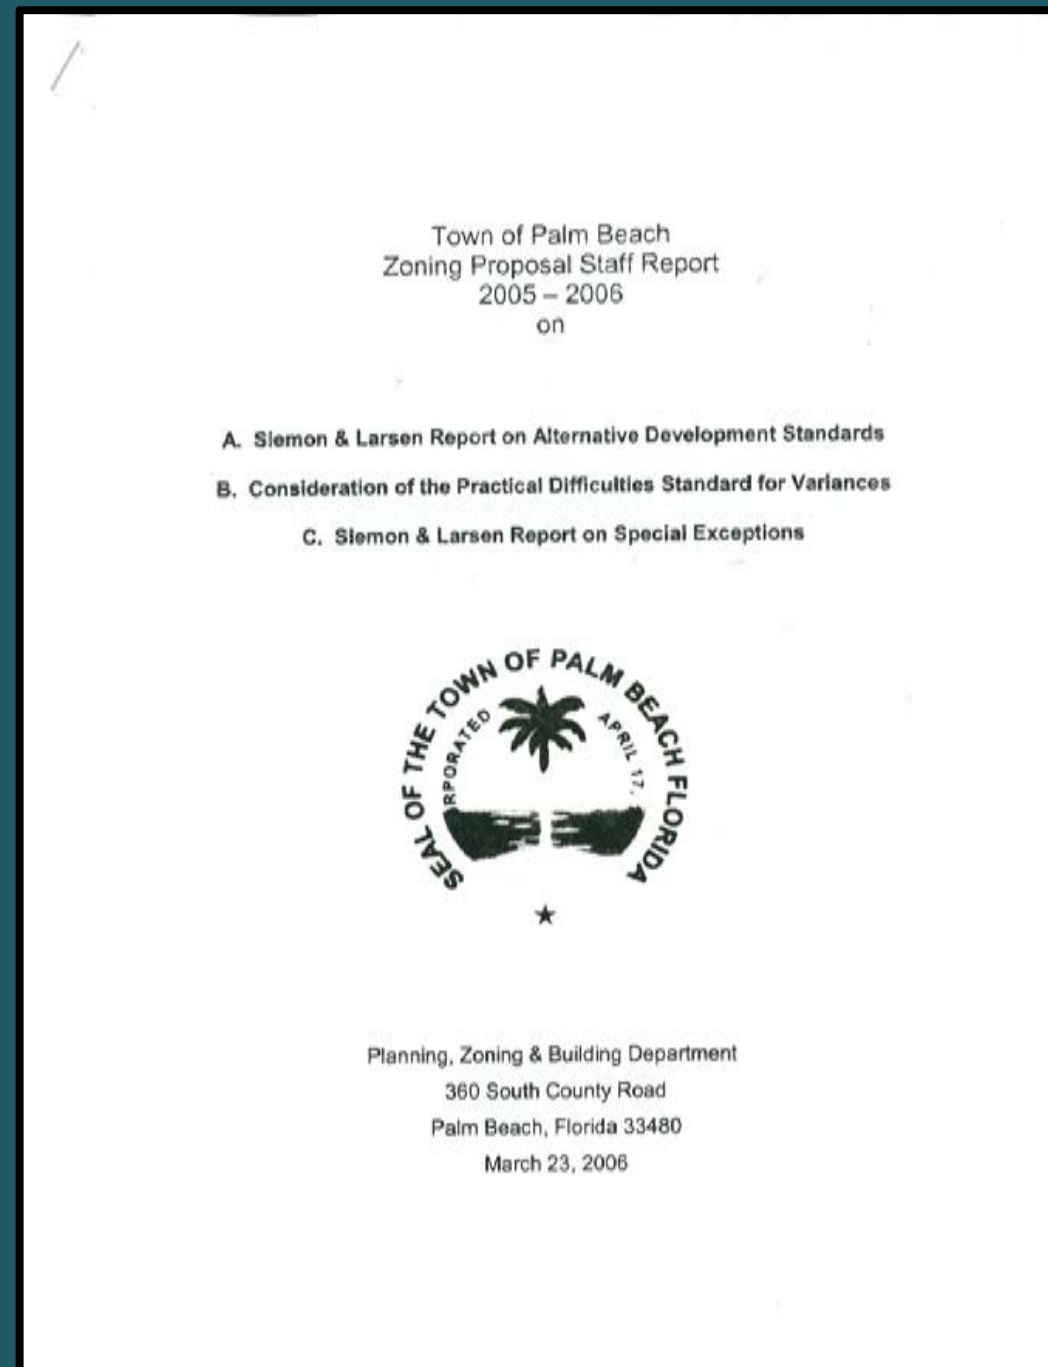 Town of Palm Beach
Zoning Proposal Staff Report
2005 – 2006
on
A. Siemon & Larsen Report on Alternative Development Standards
B. Consideration of the Practical Difficulties Standard for Variances
C. Siemon & Larsen Report on Special Exceptions
SEAL OF THE TOWN OF PALM BEACH FLORIDA
RPORATED APRIL 17,
Planning, Zoning & Building Department
360 South County Road
Palm Beach, Florida 33480
March 23, 2006